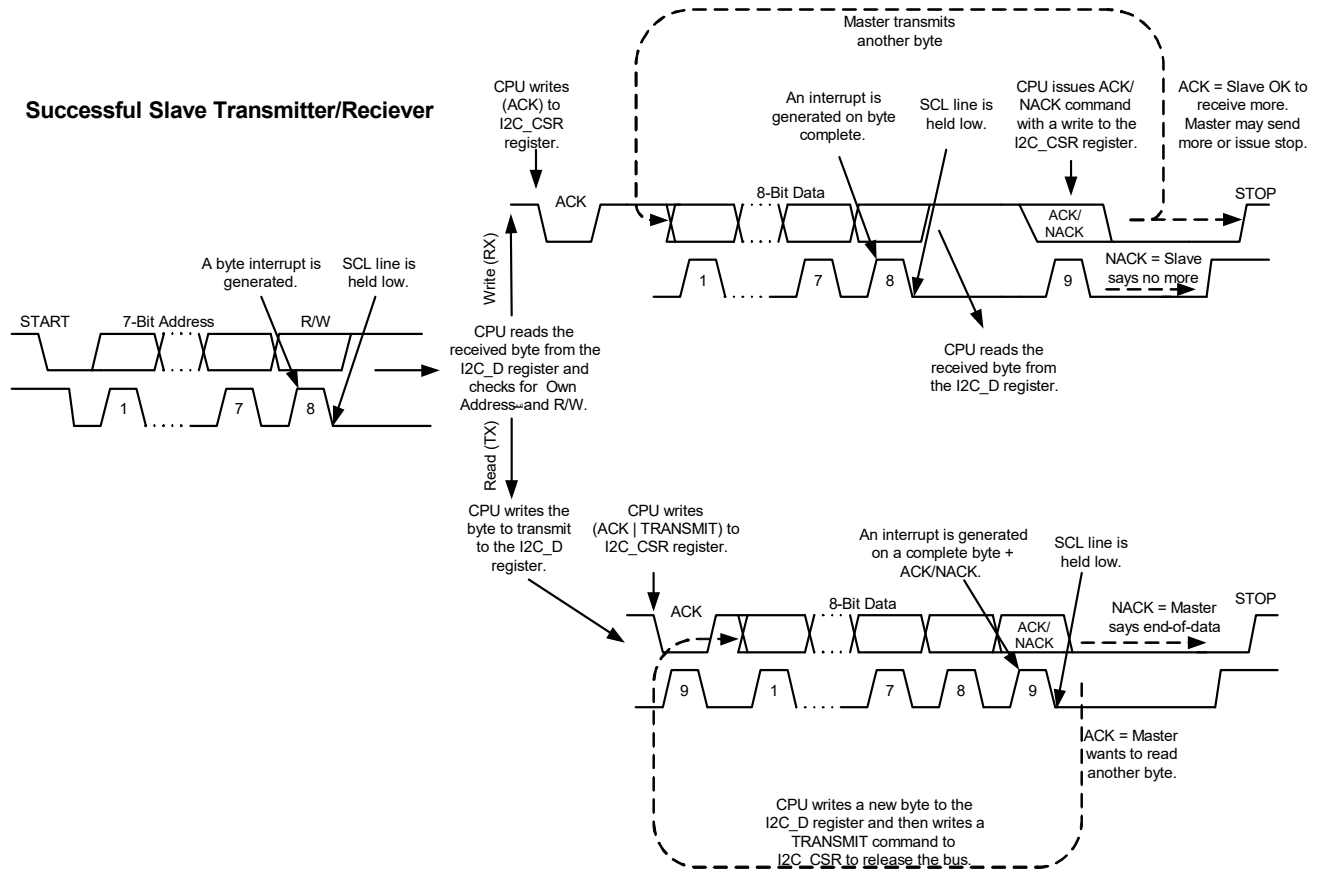 Master transmits
another byte
Successful Slave Transmitter/Reciever
CPU writes
(ACK) to
I2C_CSR
register.
An interrupt is
generated on byte
complete.
SCL line is
held low.
CPU issues ACK/
NACK command
with a write to the
I2C_CSR register.
ACK = Slave OK to
receive more.
Master may send
more or issue stop.
ACK
8-Bit Data
STOP
ACK/
NACK
1
7
8
9
NACK = Slave
says no more
Write (RX)
A byte interrupt is
generated.
SCL line is
held low.
START
7-Bit Address
R/W
1
7
8
CPU reads the
received byte from the
I2C_D register and
checks for Own
Address and R/W.
CPU reads the
received byte from
the I2C_D register.
Read (TX)
CPU writes the
byte to transmit
to the I2C_D
register.
CPU writes
(ACK | TRANSMIT) to
I2C_CSR register.
An interrupt is generated
on a complete byte +
ACK/NACK.
SCL line is
held low.
ACK
8-Bit Data
ACK/
NACK
NACK = Master
says end-of-data
STOP
9
1
7
8
9
ACK = Master
wants to read
another byte.
CPU writes a new byte to the
I2C_D register and then writes a
TRANSMIT command to
I2C_CSR to release the bus.